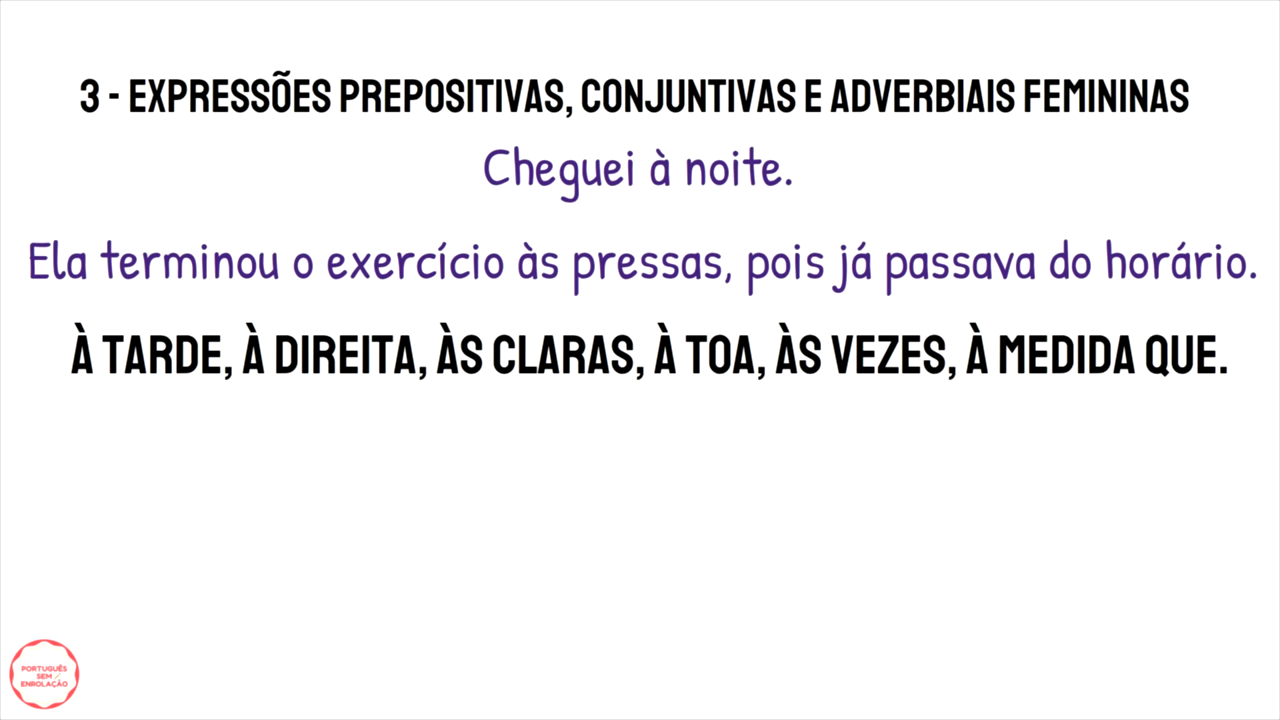 3 - EXPRESSÕES PREPOSITIVAS, CONJUNTIVAS E ADVERBIAIS FEMININAS
Cheguei à noite.
Ela terminou o exercício às pressas, pois já passava do horário.
À TARDE, À DIREITA, ÀS CLARAS, À TOA, ÀS VEZES, À MEDIDA QUE.
PORTUGUÊS
SEM
ENROLAÇÃO